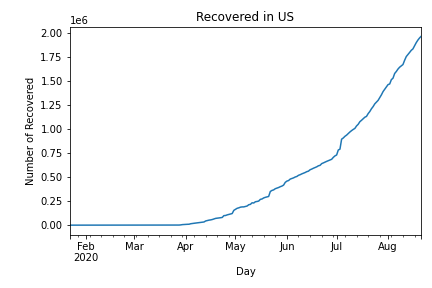 Recovered in US
1e6
2.00
1.75
1.50
1.25
1.00
0.75
0.50
0.25
0.00
Number of Recovered
Feb Mar Apr May Jun Jul Aug
2020
Day